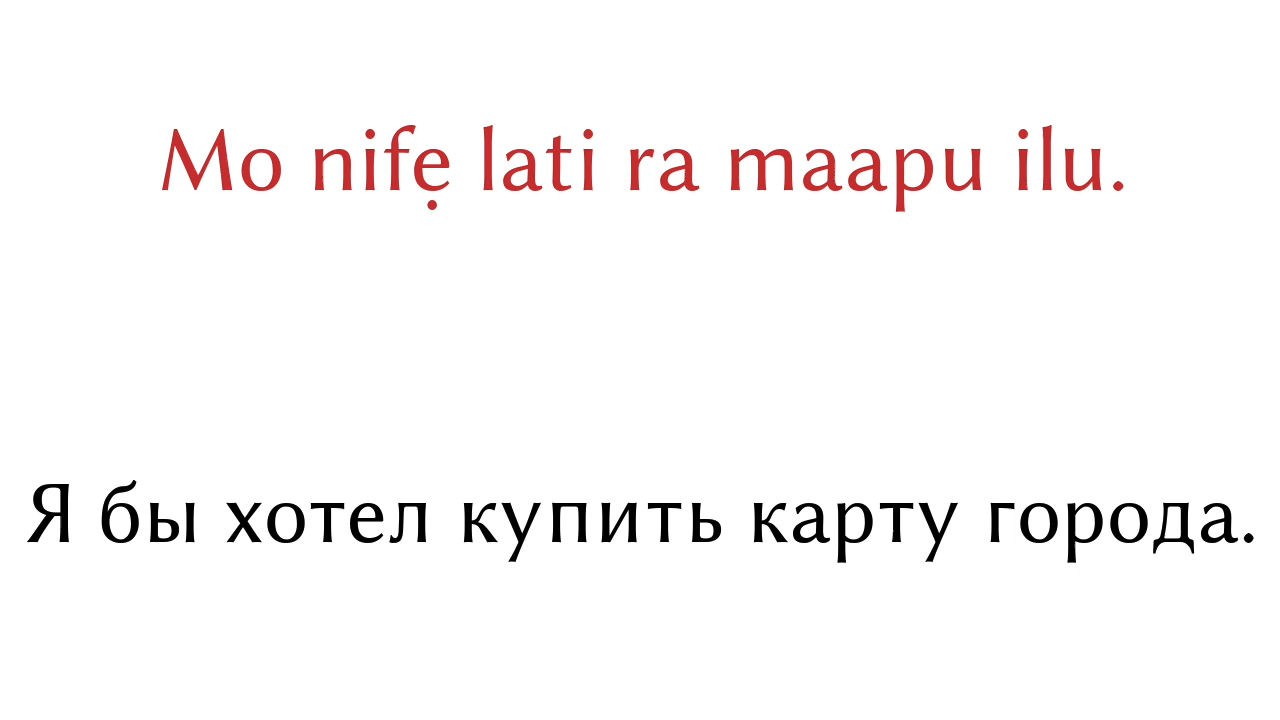 Mo nifẹ lati ra maapu ilu.
Я бы хотел купить карту города.